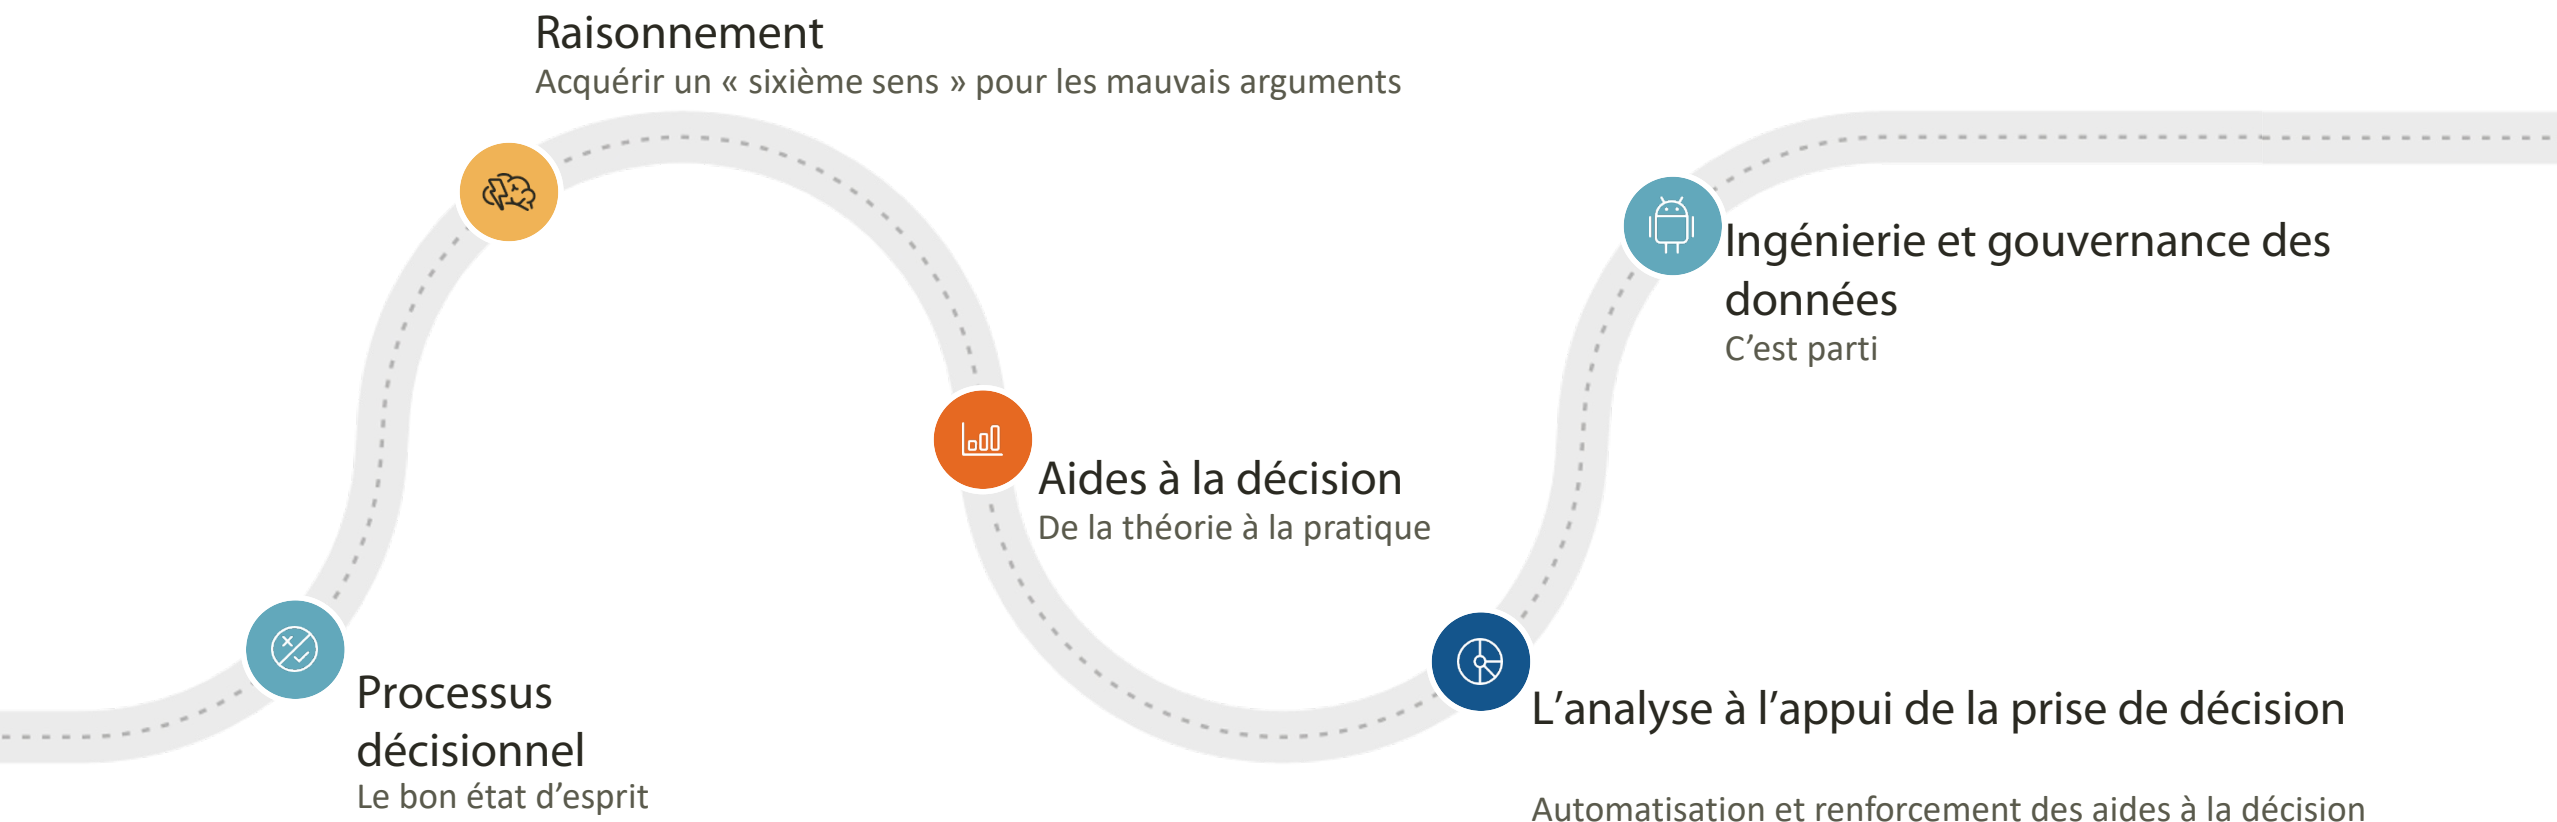 Raisonnement
Acquérir un « sixième sens » pour les mauvais arguments
Ingénierie et gouvernance des
données
C’est parti
Aides à la décision
De la théorie à la pratique
Processus
décisionnel
Le bon état d’esprit
L’analyse à l’appui de la prise de décision
Automatisation et renforcement des aides à la décision